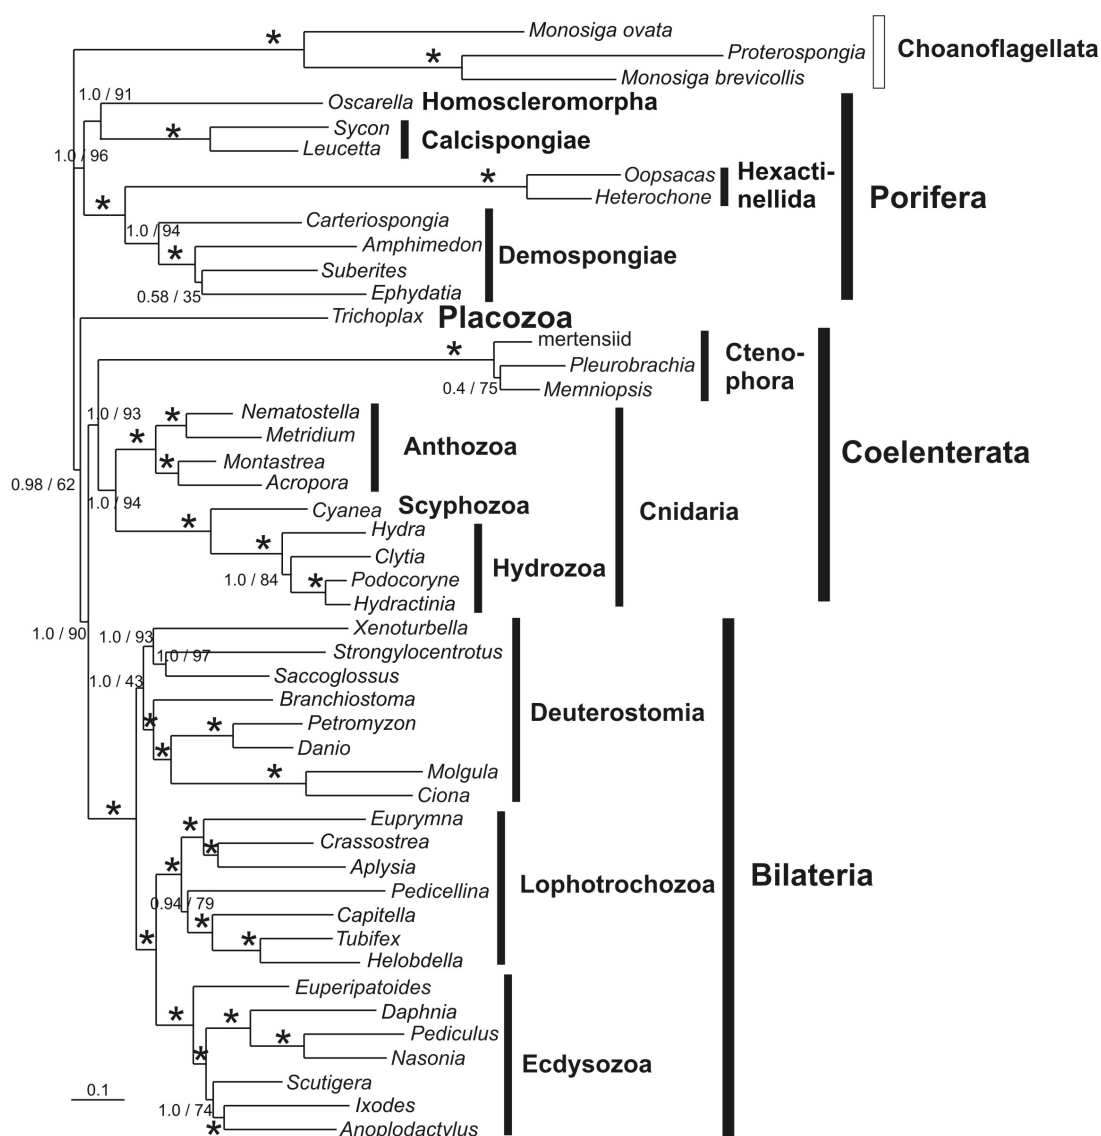 *
Monosiga ovata
*
Proterospongia
Choanoflagellata
Monosiga brevicollis
1.0 / 91
Oscarella Homoscleromorpha
*
Sycon
Calcispongiae
Leucetta
1.0 / 96
*
Oopsacas
Hexacti-
nellida
Heterochone
Porifera
*
Carteriospongia
1.0 / 94
*
Amphimedon
Demospongiae
Suberites
0.58 / 35
Ephydatia
Trichoplax Placozoa
*
mertensiid
Cteno-
phora
Pleurobrachia
0.4 / 75
Memniopsis
1.0 / 93
*
Nematostella
*
Metridium
Anthozoa
*
Montastrea
Coelenterata
0.98 / 62
Acropora
1.0 / 94
Cyanea Scyphozoa
Cnidaria
*
Hydra
*
Clytia
Hydrozoa
1.0 / 84
*
Podocoryne
Hydractinia
1.0 / 90
1.0 / 93
Xenoturbella
1.0 / 97
Strongylocentrotus
1.0 / 43
Saccoglossus
Branchiostoma
Deuterostomia
*
*
Petromyzon
*
Danio
*
Molgula
Ciona
*
*
Euprymna
*
Crassostrea
*
Aplysia
Bilateria
Pedicellina
Lophotrochozoa
0.94 / 79
*
Capitella
*
*
Tubifex
Helobdella
Euperipatoides
*
*
Daphnia
*
Pediculus
*
Nasonia
Ecdysozoa
Scutigera
0.1
1.0 / 74
Ixodes
*
Anoplodactylus